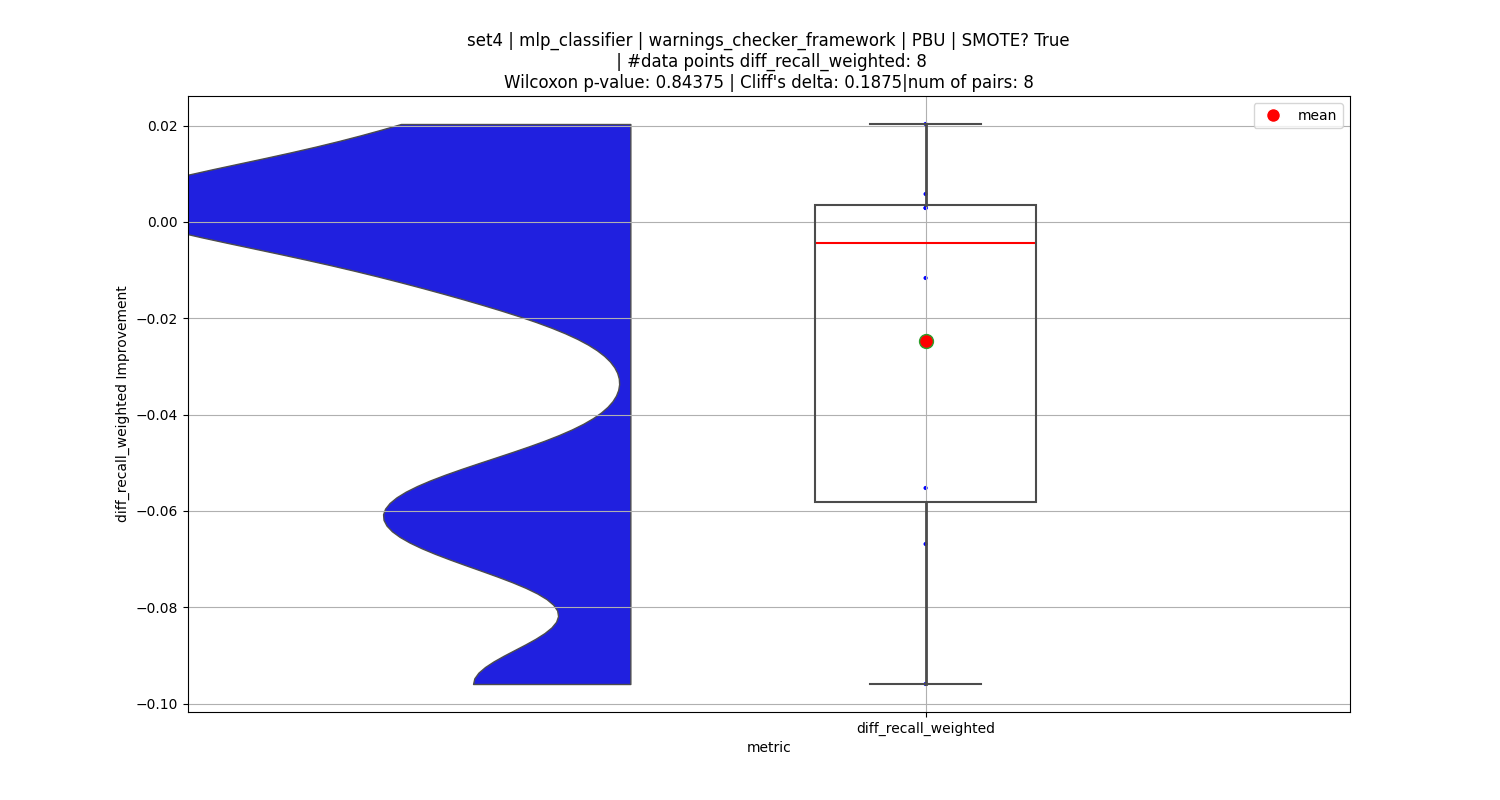 set4 | mlp_classifier | warnings_checker_framework | PBU | SMOTE? True
| #data points diff_recall_weighted: 8
Wilcoxon p-value: 0.84375 | Cliff's delta: 0.1875|num of pairs: 8
mean
0.02
0.00
−0.02
−0.04
−0.06
−0.08
−0.10
diff_recall_weighted Improvement
diff_recall_weighted
metric